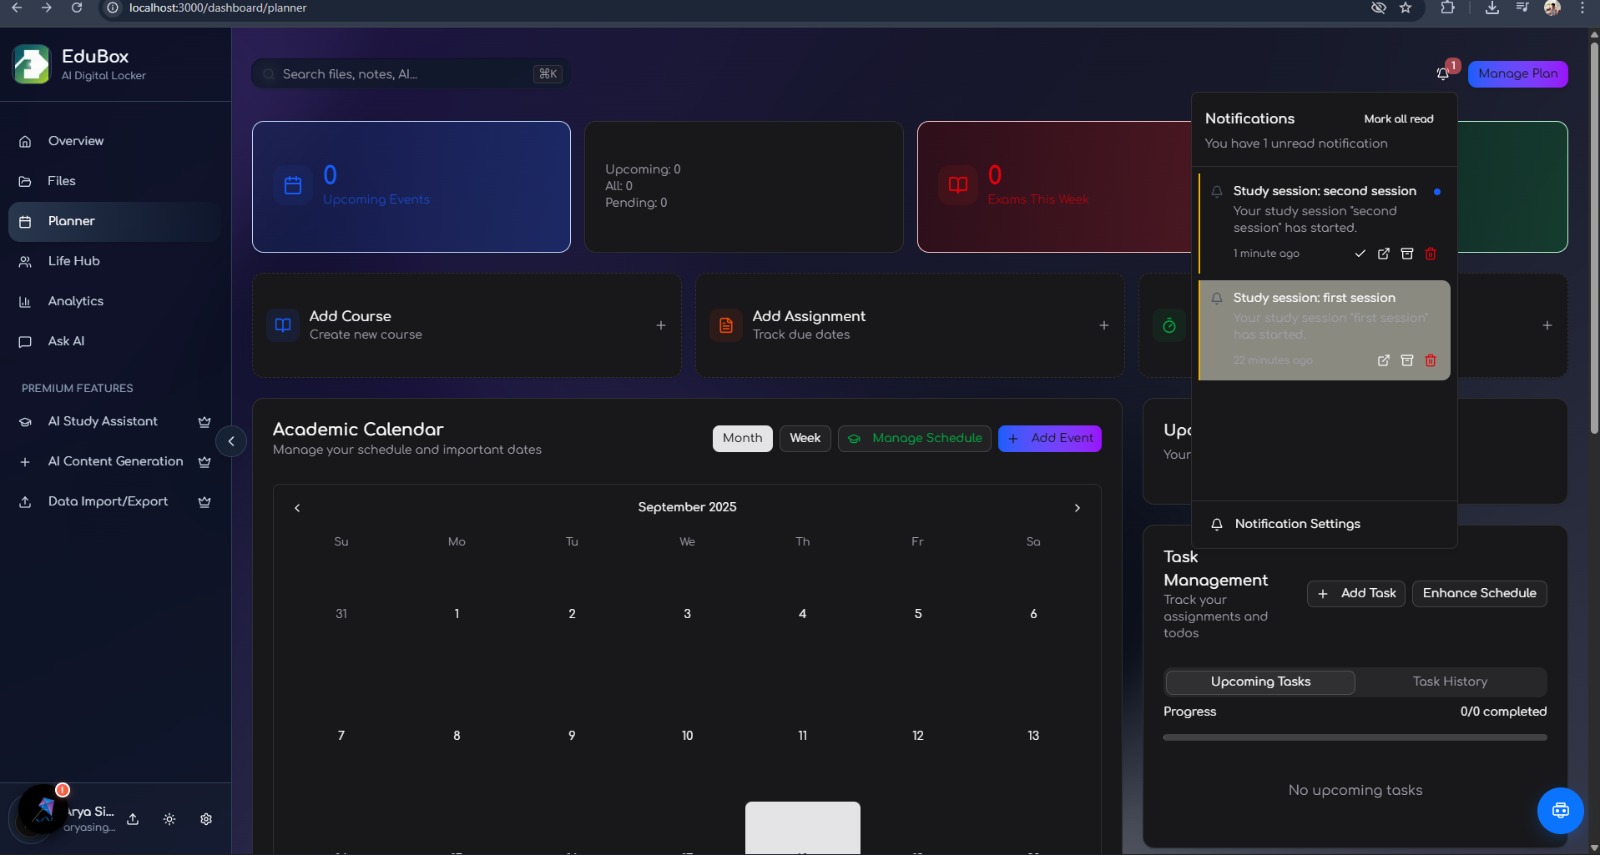 localhost:3000/dashboard/planner
EduBox
AI Digital Locker
Search files, notes, AI...
⌘K
1
Manage Plan
Overview
Files
Planner
Life Hub
Analytics
Ask AI
PREMIUM FEATURES
AI Study Assistant
AI Content Generation
Data Import/Export
0
Upcoming Events
Upcoming: 0
All: 0
Pending: 0
0
Exams This Week
Notifications
Mark all read
You have 1 unread notification
Study session: second session
Your study session "second
session" has started.
1 minute ago
Study session: first session
Your study session "first session"
has started.
22 minutes ago
Notification Settings
Add Course
Create new course
Add Assignment
Track due dates
Academic Calendar
Manage your schedule and important dates
Month
Week
Manage Schedule
Add Event
September 2025
Su Mo Tu We Th Fr Sa
31 1 2 3 4 5 6
7 8 9 10 11 12 13
Upc
Your
Task
Management
Track your
assignments and
todos
Add Task
Enhance Schedule
Upcoming Tasks
Task History
Progress
0/0 completed
No upcoming tasks
Arya Si...
aryasing...